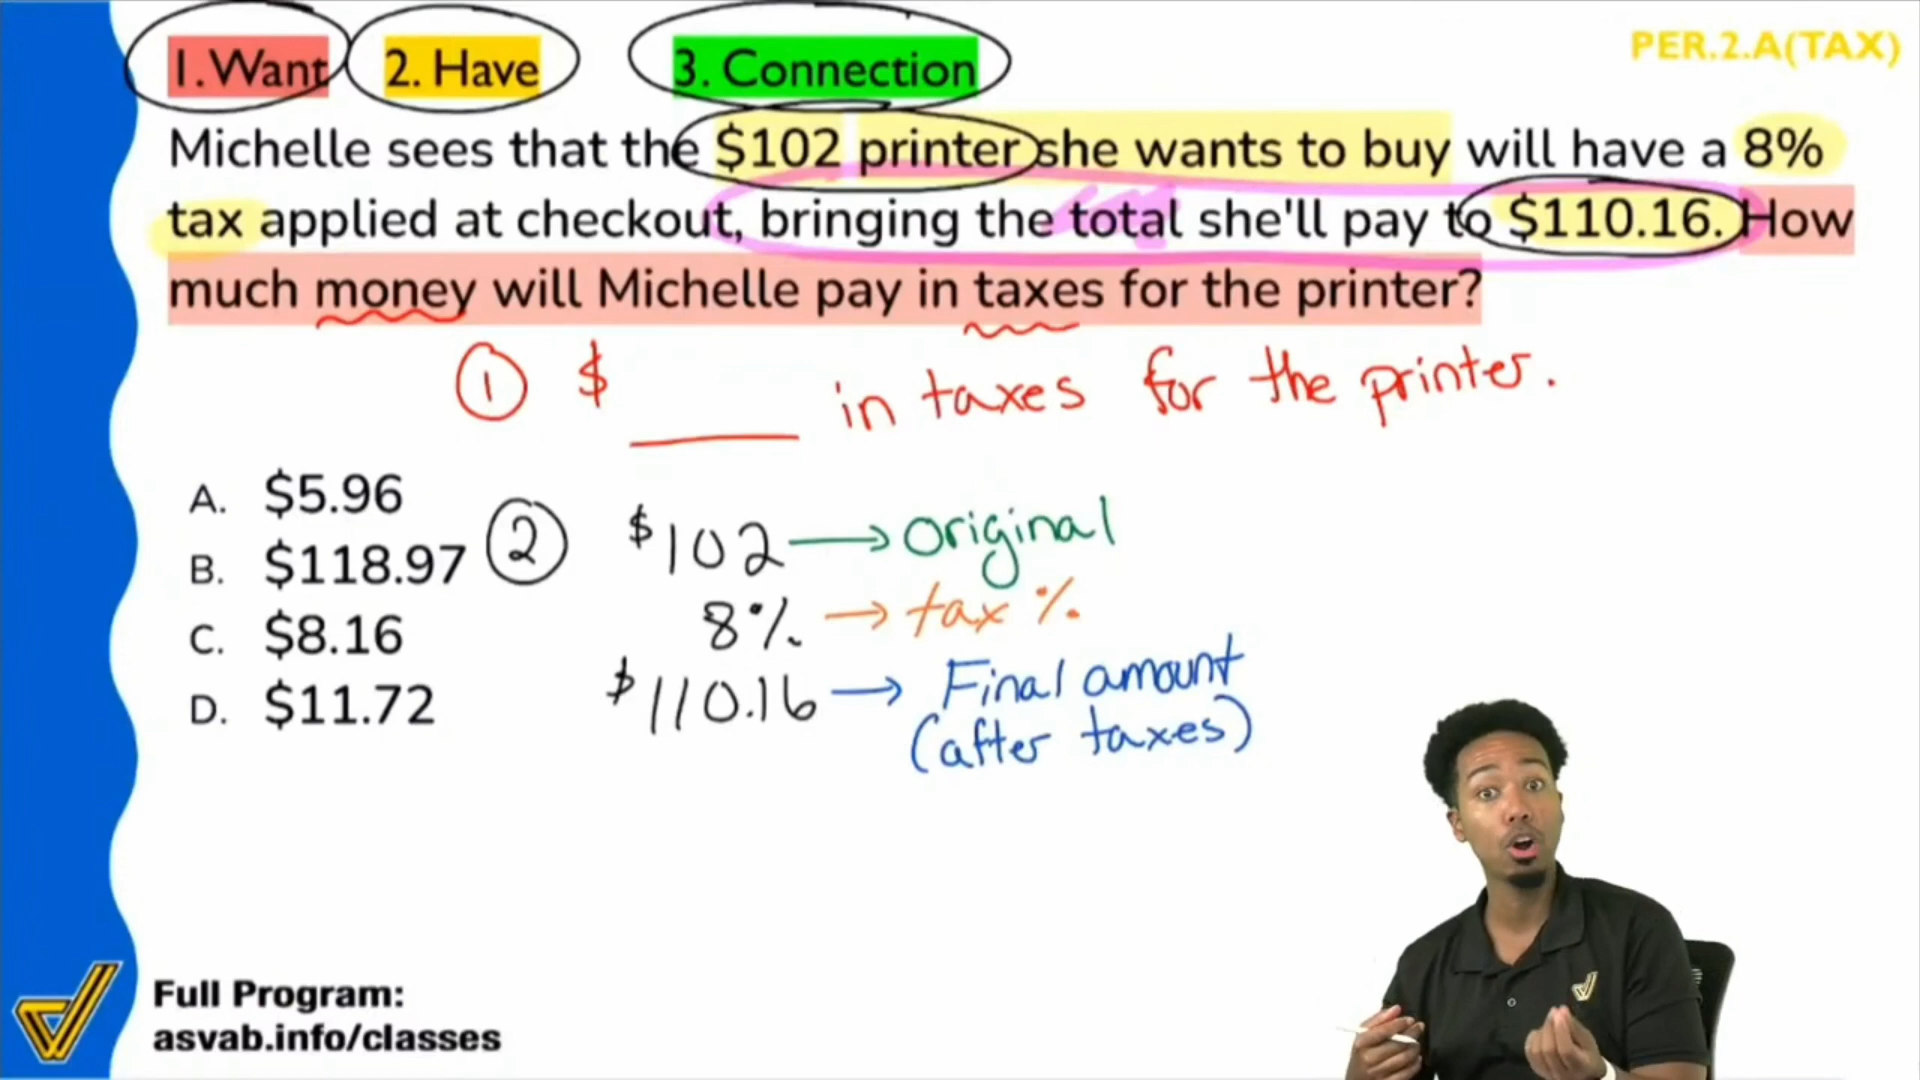 1. Want 2. Have 3. Connection
PER.2.A(TAX)
Michelle sees that the $102 printer she wants to buy will have a 8%
tax applied at checkout, bringing the total she'll pay to $110.16. How
much money will Michelle pay in taxes for the printer?
1 $ ____ in taxes for the printer.
A. $5.96
B. $118.97
C. $8.16
D. $11.72
2 $102 → original
8% → tax %
$110.16 → Final amount
(after taxes)
Full Program:
asvab.info/classes